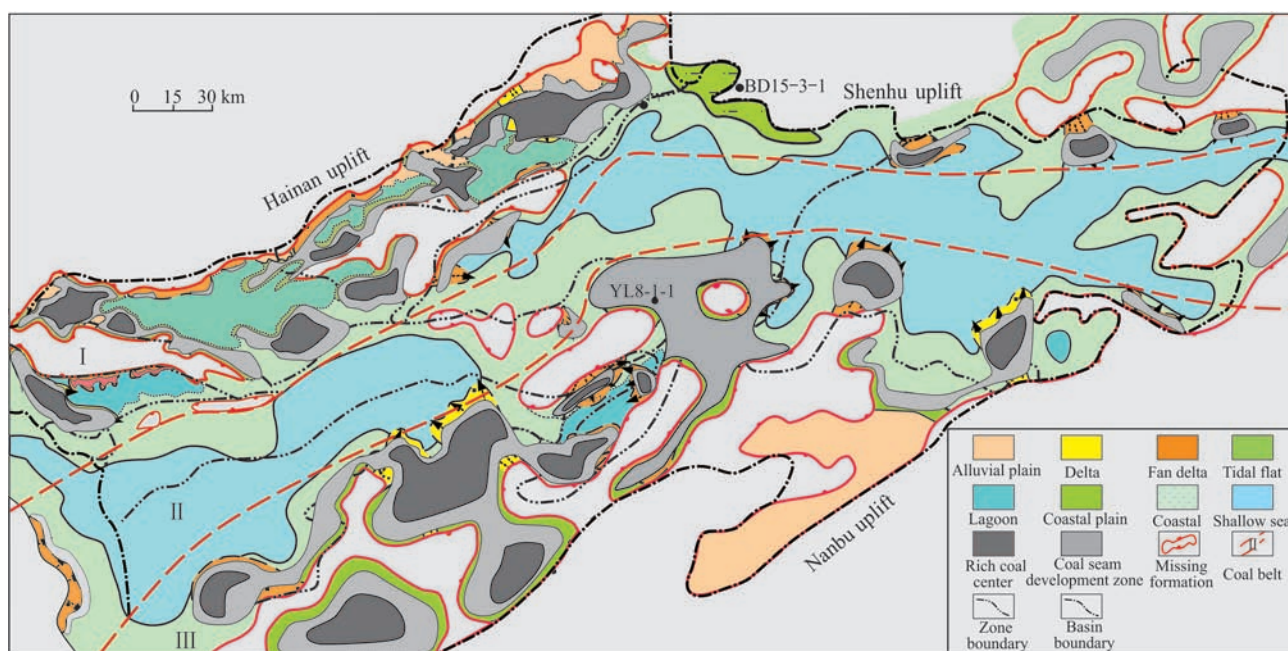 BD15-3-1
Shenhu uplift
0 15 30 km
Hainan uplift
YL8-1-1
I
II
III
Nanbu uplift
Alluvial plain
Delta
Fan delta
Tidal flat
Lagoon
Coastal plain
Coastal
Shallow sea
Rich coal
center
Coal seam
development zone
Missing
formation
II
Coal belt
Zone
boundary
Basin
boundary